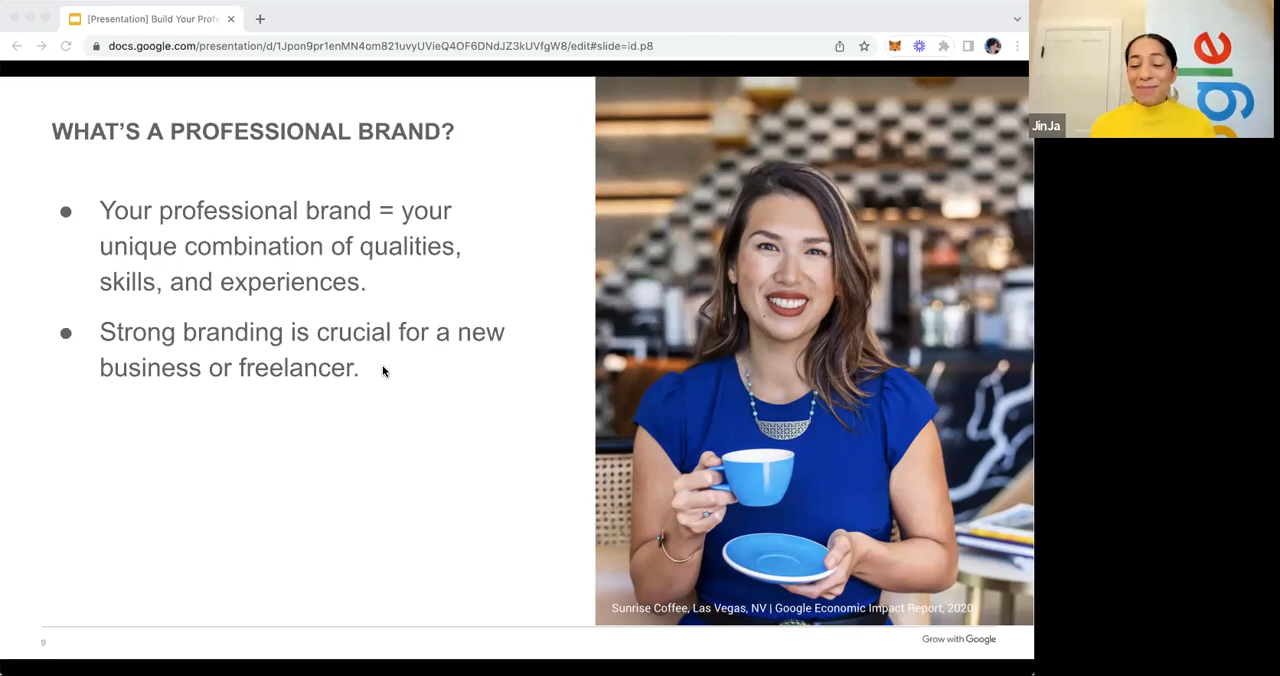 [Presentation] Build Your Profe
docs.google.com/presentation/d/1Jpon9pr1enMN4om821uvyUVieQ4OF6DNdJZ3kUVfgW8/edit#slide=id.p8
gle
JinJa
WHAT’S A PROFESSIONAL BRAND?
● Your professional brand = your
unique combination of qualities,
skills, and experiences.
● Strong branding is crucial for a new
business or freelancer.
Sunrise Coffee, Las Vegas, NV | Google Economic Impact Report, 2020
9
Grow with Google